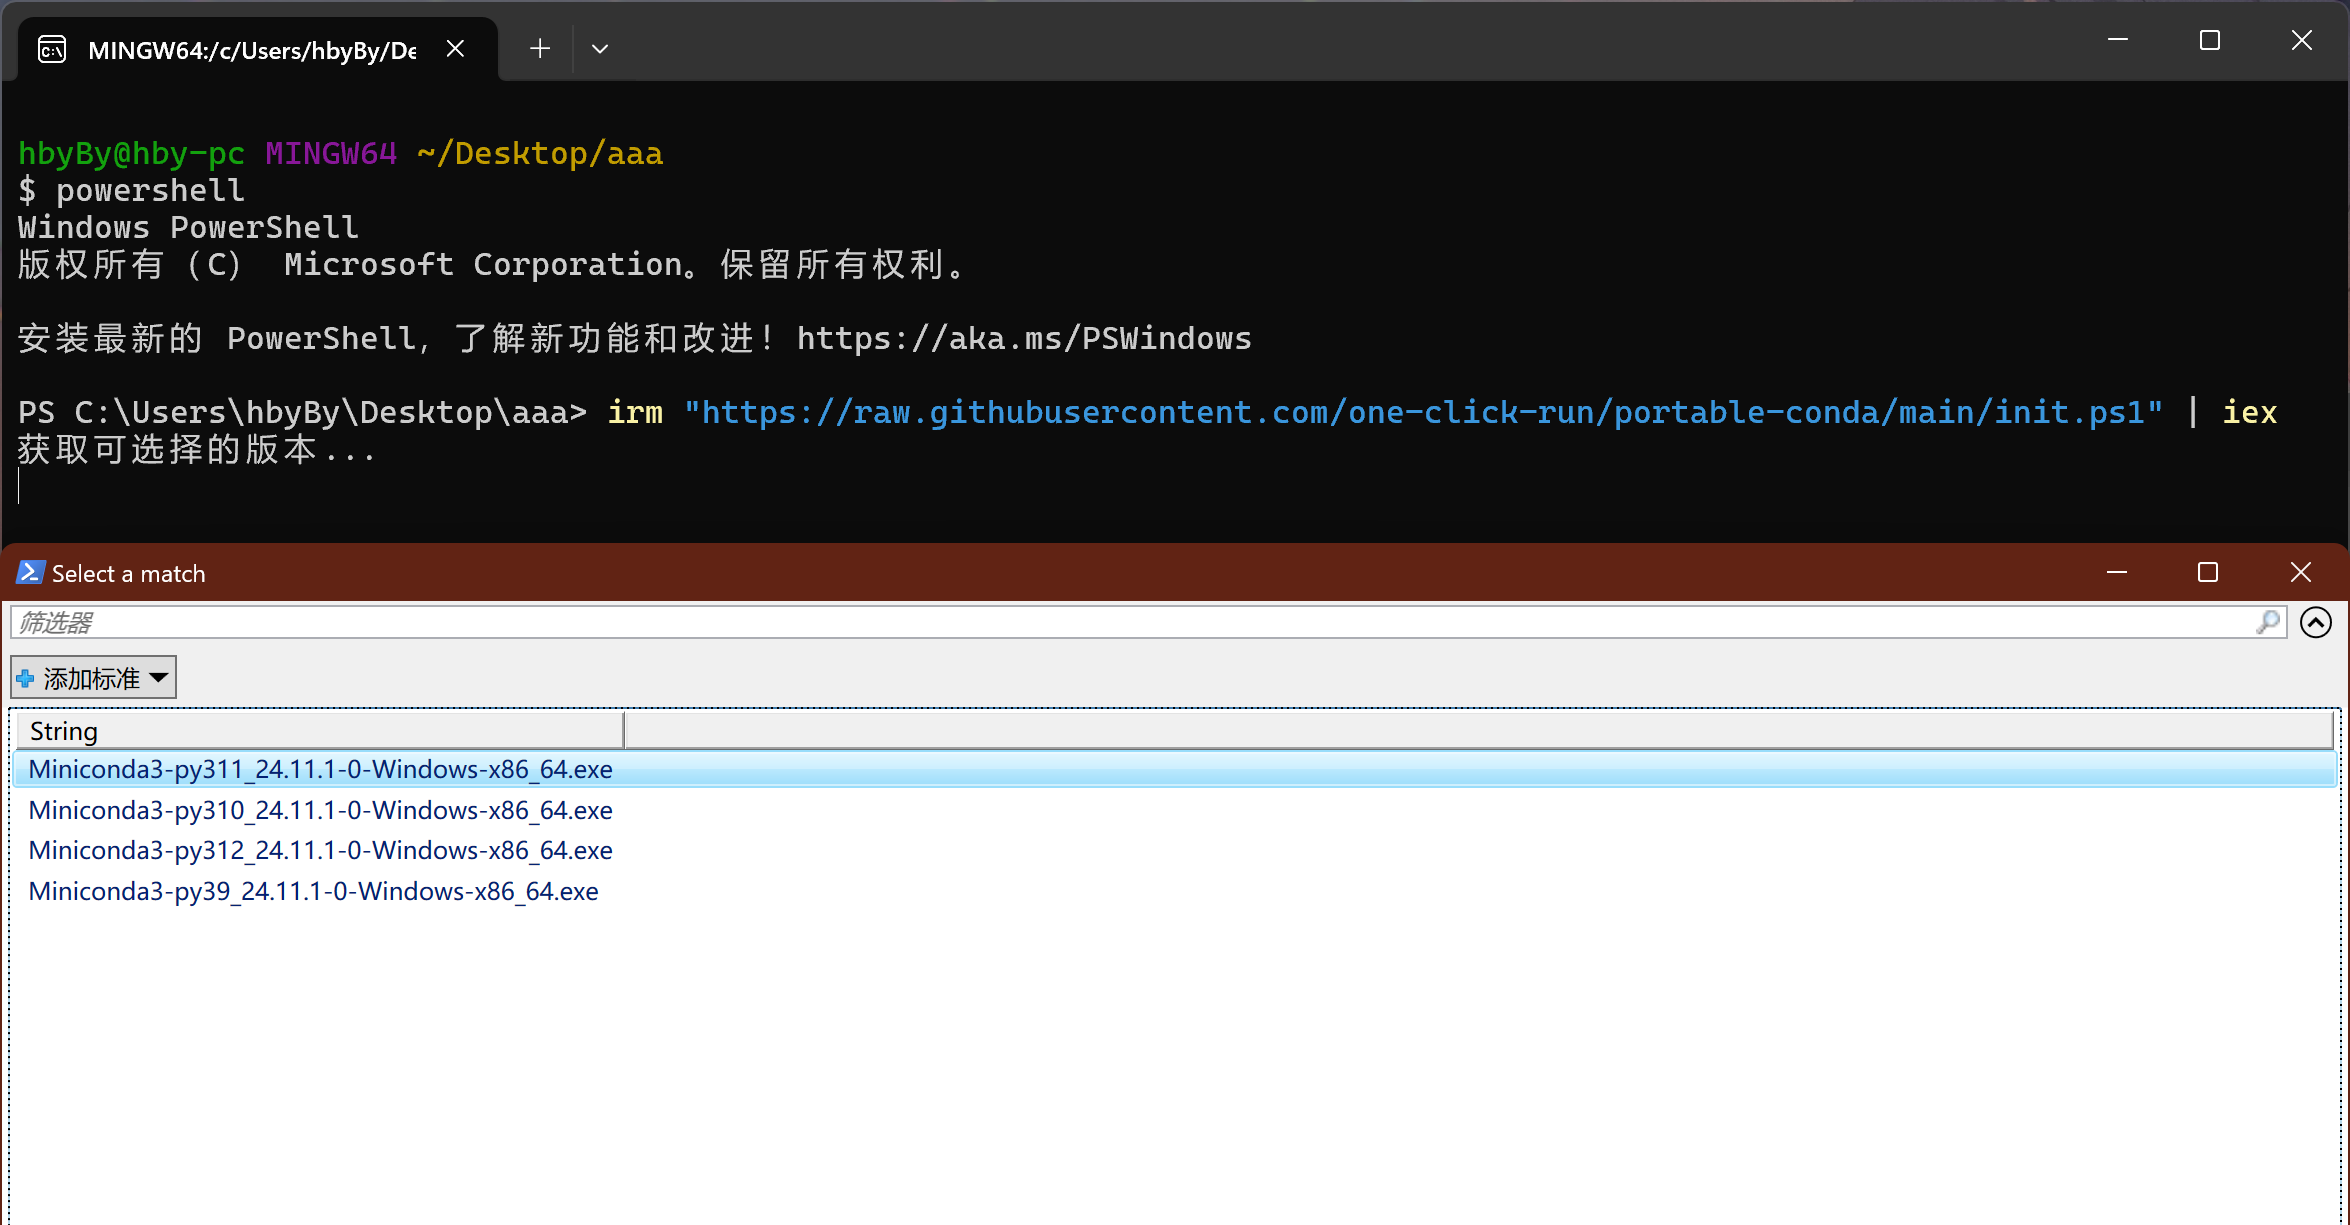 MINGW64:/c/Users/hbyBy/De
hbyBy@hby-pc MINGW64 ~/Desktop/aaa
$ powershell
Windows PowerShell
版权所有（C） Microsoft Corporation。保留所有权利。
安装最新的 PowerShell，了解新功能和改进！https://aka.ms/PSWindows
PS C:\Users\hbyBy\Desktop\aaa> irm "https://raw.githubusercontent.com/one-click-run/portable-conda/main/init.ps1" | iex
获取可选择的版本...
Select a match
筛选器
添加标准
String
Miniconda3-py311_24.11.1-0-Windows-x86_64.exe
Miniconda3-py310_24.11.1-0-Windows-x86_64.exe
Miniconda3-py312_24.11.1-0-Windows-x86_64.exe
Miniconda3-py39_24.11.1-0-Windows-x86_64.exe